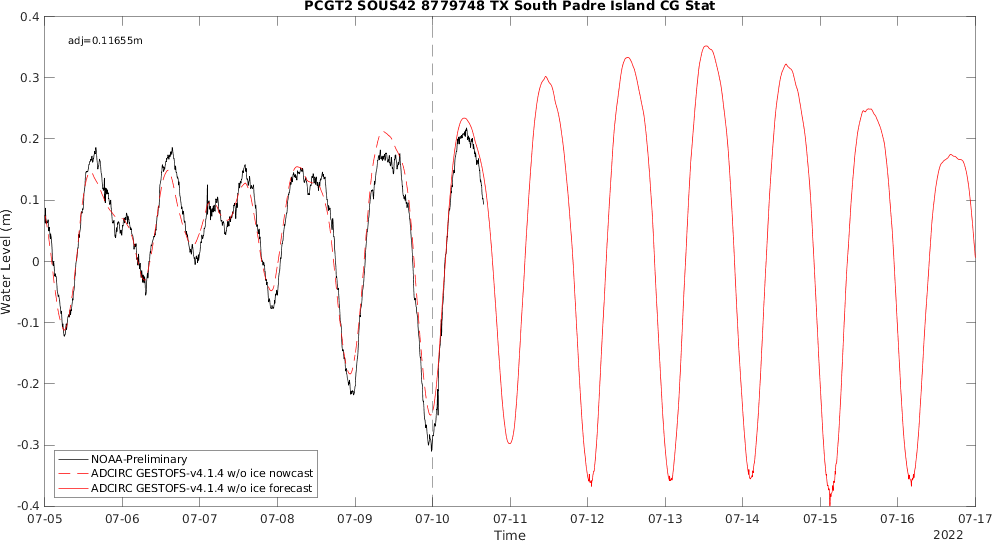 PCGT2 SOUS42 8779748 TX South Padre Island CG Stat
adj=0.11655m
0.4
0.3
0.2
0.1
0
-0.1
-0.2
-0.3
-0.4
Water Level (m)
NOAA-Preliminary
ADCIRC GESTOFS-v4.1.4 w/o ice nowcast
ADCIRC GESTOFS-v4.1.4 w/o ice forecast
07-05 07-06 07-07 07-08 07-09 07-10 07-11 07-12 07-13 07-14 07-15 07-16 07-17
Time
2022